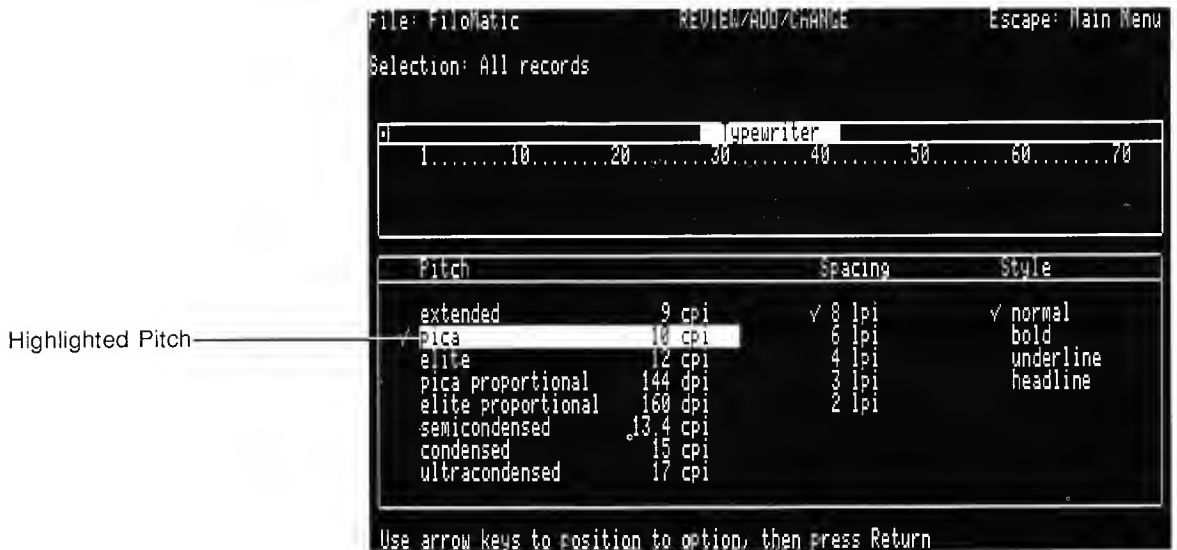 File: FiloMatic REVIEW/ADD/CHANGE Escape: Main Menu
Selection: All records
Typewriter
1........10........20........30........40........50........60........70
Pitch Spacing Style
extended 9 cpi √ 8 lpi √ normal
Highlighted Pitch √ pica 10 cpi 6 lpi bold
elite 12 cpi 4 lpi underline
pica proportional 144 dpi 3 lpi headline
elite proportional 160 dpi 2 lpi
semicondensed 13.4 cpi
condensed 15 cpi
ultracondensed 17 cpi
Use arrow keys to position to option, then press Return